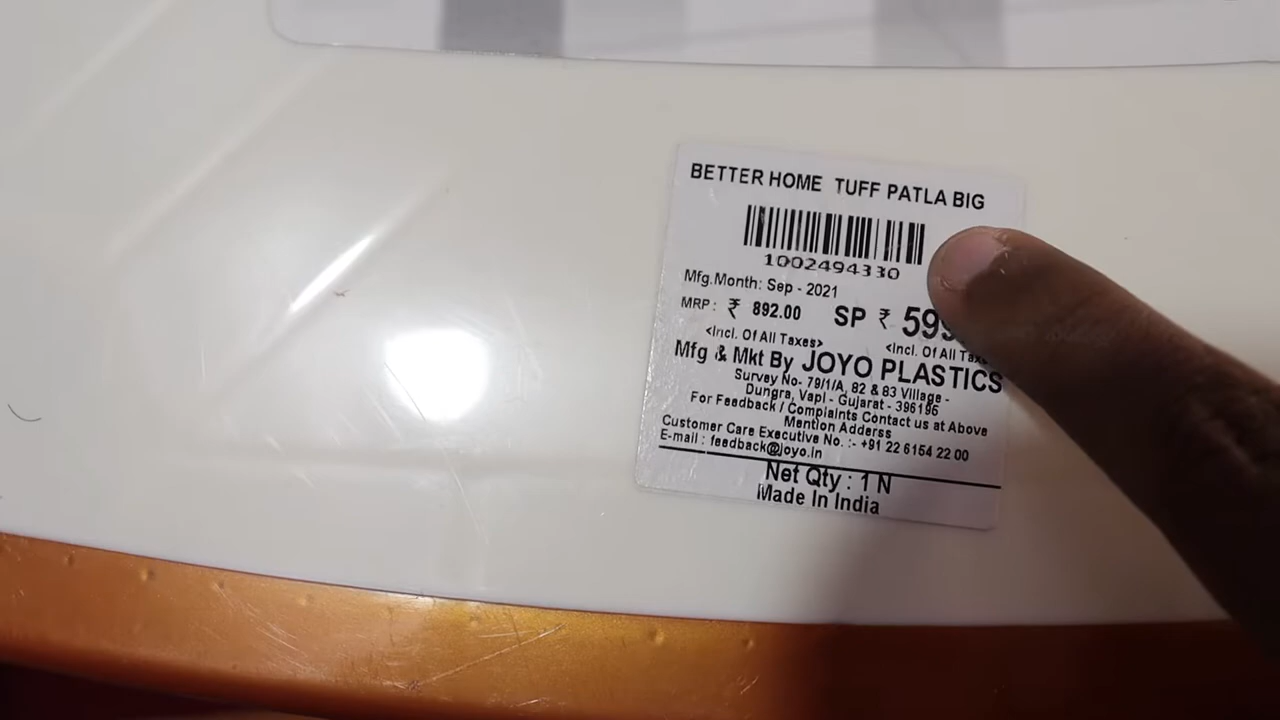 BETTER HOME TUFF PATLA BIG
1002494330
Mfg.Month: Sep - 2021
MRP: ₹ 892.00 SP ₹
<Incl. Of All Taxes> <Incl. Of All
Mfg & Mkt By JOYO PLASTICS
Survey No- 79/1/A, 82 & 83 Village -
Dungra, Vapi - Gujarat - 396195
For Feedback / Complaints Contact us at Above
Mention Adderss
Customer Care Executive No. :- +91 22 6154 22 00
E-mail : feedback@joyo.in
Net Qty : 1 N
Made In India